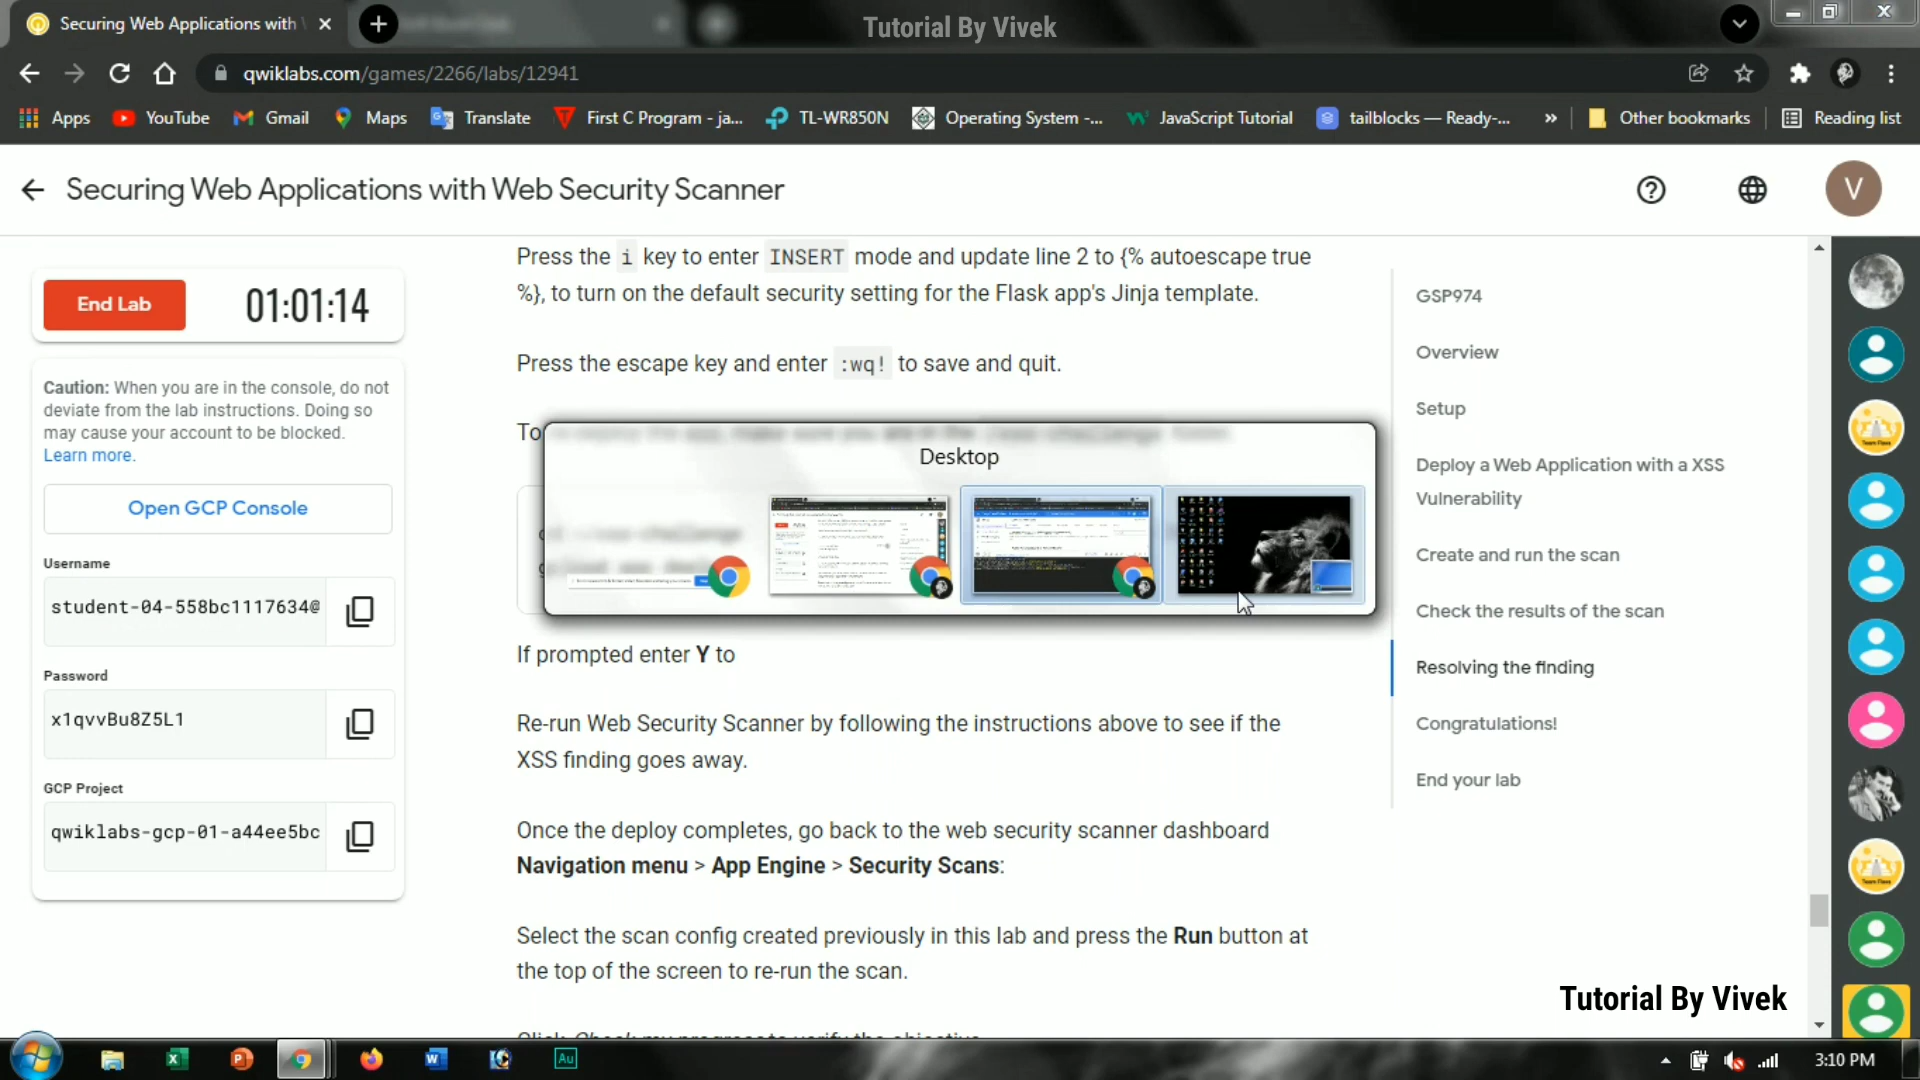 Securing Web Applications with
Tutorial By Vivek
qwiklabs.com/games/2266/labs/12941
Apps
YouTube
Gmail
Maps
Translate
First C Program - ja...
TL-WR850N
Operating System -...
JavaScript Tutorial
tailblocks — Ready-...
»
Other bookmarks
Reading list
Securing Web Applications with Web Security Scanner
V
End Lab
01:01:14
Caution: When you are in the console, do not
deviate from the lab instructions. Doing so
may cause your account to be blocked.
Learn more.
Open GCP Console
Username
student-04-558bc1117634@
Password
x1qvvBu8Z5L1
GCP Project
qwiklabs-gcp-01-a44ee5bc
Press the i key to enter INSERT mode and update line 2 to {% autoescape true
%}, to turn on the default security setting for the Flask app's Jinja template.
Press the escape key and enter :wq! to save and quit.
To
Desktop
If prompted enter Y to
Re-run Web Security Scanner by following the instructions above to see if the
XSS finding goes away.
Once the deploy completes, go back to the web security scanner dashboard
Navigation menu > App Engine > Security Scans:
Select the scan config created previously in this lab and press the Run button at
the top of the screen to re-run the scan.
GSP974
Overview
Setup
Deploy a Web Application with a XSS
Vulnerability
Create and run the scan
Check the results of the scan
Resolving the finding
Congratulations!
End your lab
Tutorial By Vivek
Au
3:10 PM